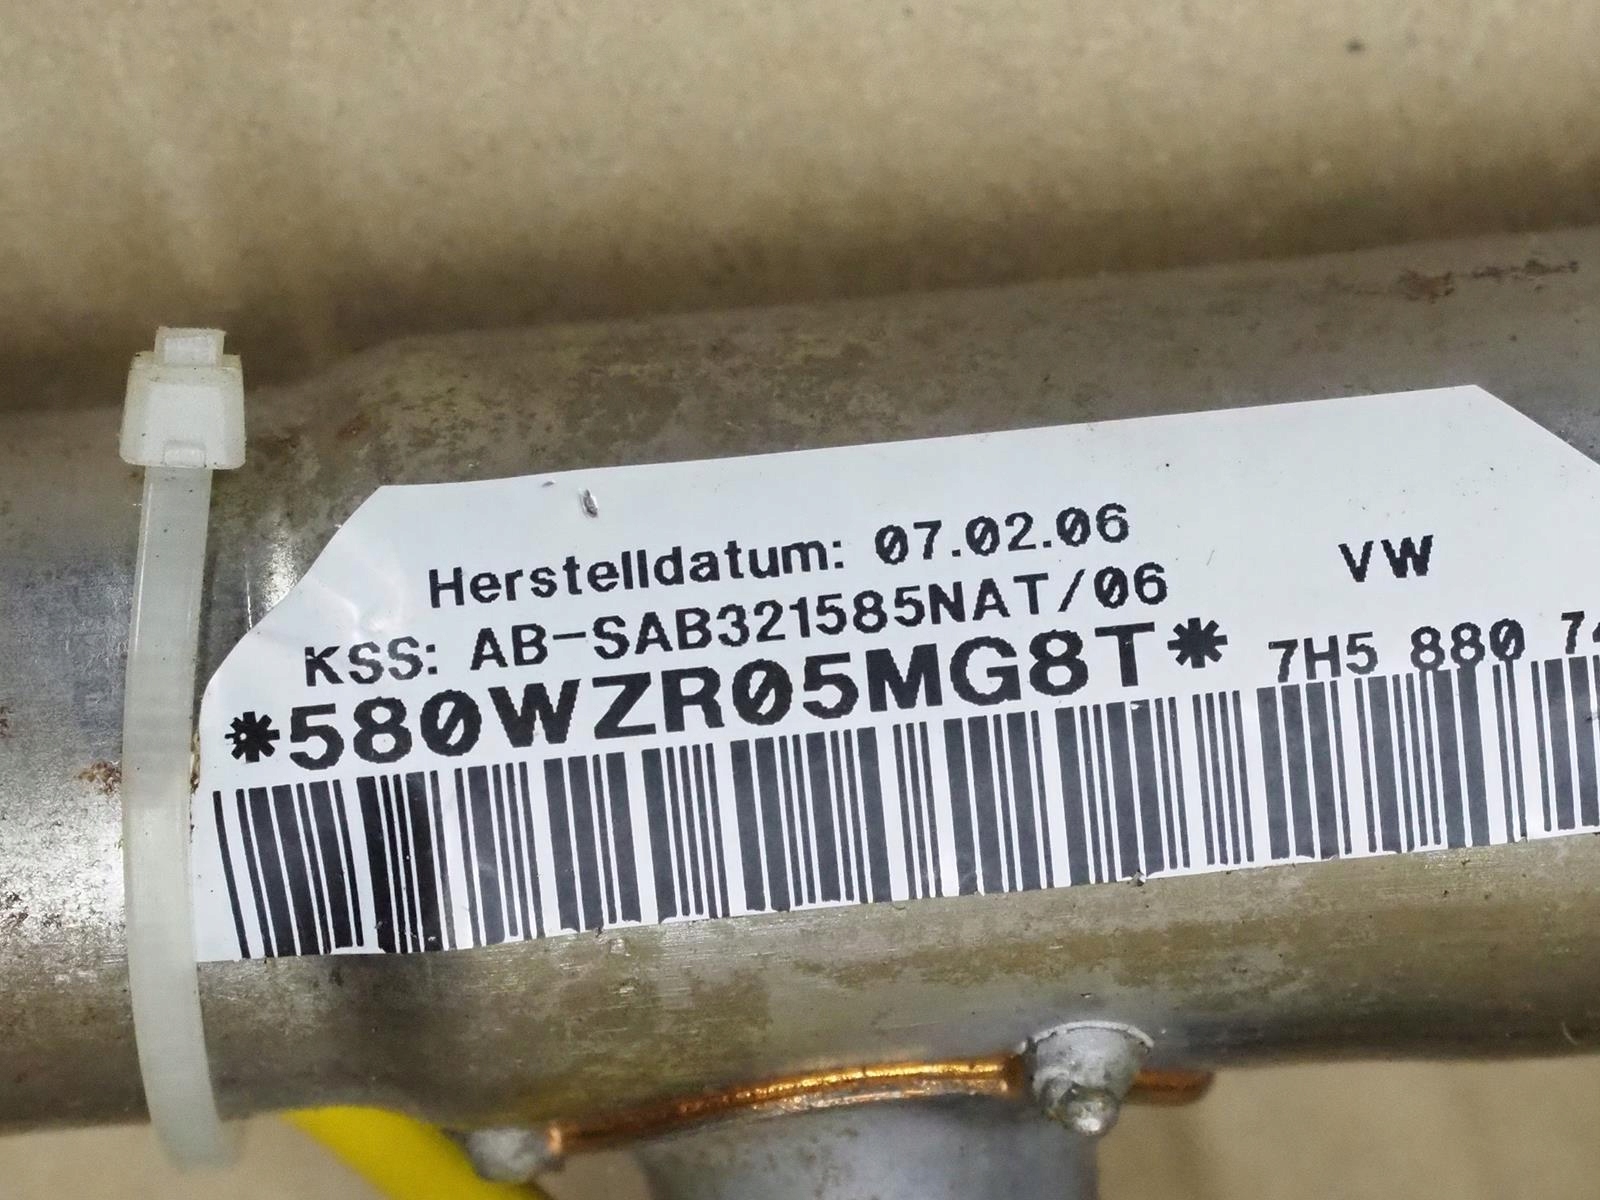 Herstelldatum: 07.02.06 VW
KSS: AB-SAB321585NAT/06
*580WZR05MG8T* 7H5 880